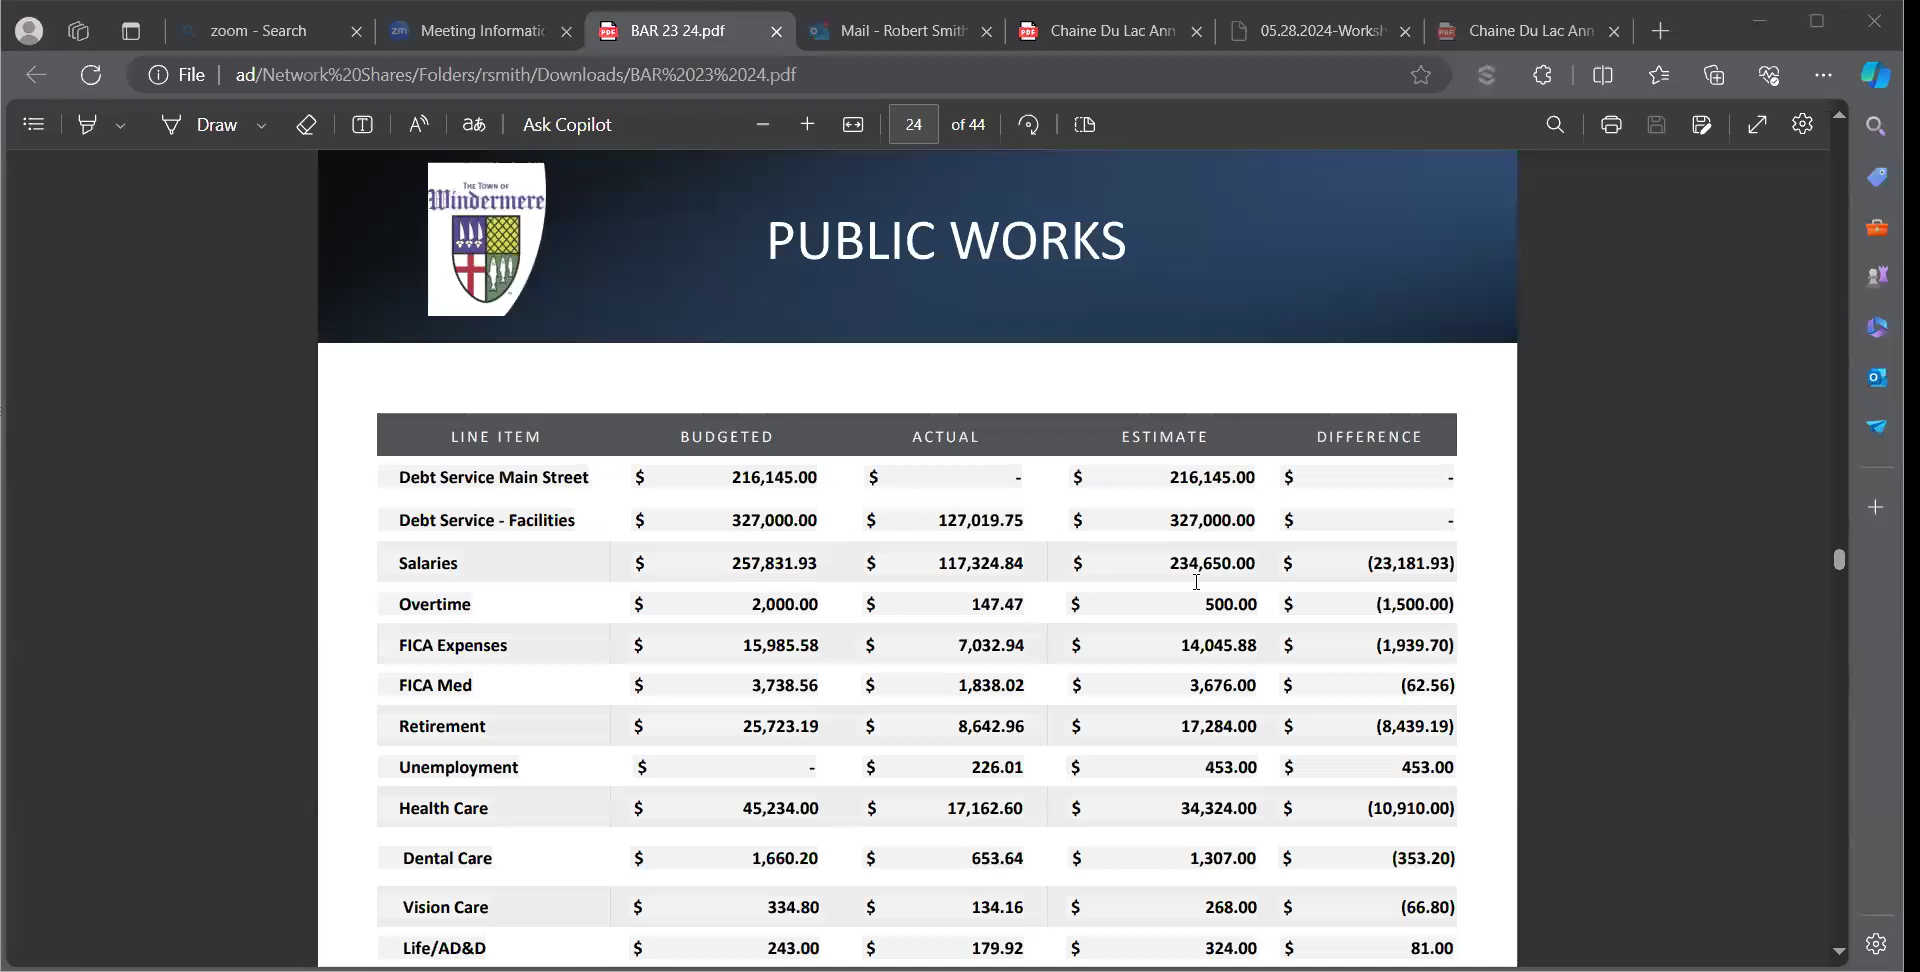 zoom - Search
Meeting Informatic
BAR 23 24.pdf
Mail - Robert Smith
Chaine Du Lac Ann
05.28.2024-Worksh
Chaine Du Lac Ann
File ad/Network%20Shares/Folders/rsmith/Downloads/BAR%2023%2024.pdf
Draw
Ask Copilot
24 of 44
THE TOWN OF
Windermere
PUBLIC WORKS
LINE ITEM BUDGETED ACTUAL ESTIMATE DIFFERENCE
Debt Service Main Street $ 216,145.00 $ - $ 216,145.00 $ -
Debt Service - Facilities $ 327,000.00 $ 127,019.75 $ 327,000.00 $ -
Salaries $ 257,831.93 $ 117,324.84 $ 234,650.00 $ (23,181.93)
Overtime $ 2,000.00 $ 147.47 $ 500.00 $ (1,500.00)
FICA Expenses $ 15,985.58 $ 7,032.94 $ 14,045.88 $ (1,939.70)
FICA Med $ 3,738.56 $ 1,838.02 $ 3,676.00 $ (62.56)
Retirement $ 25,723.19 $ 8,642.96 $ 17,284.00 $ (8,439.19)
Unemployment $ - $ 226.01 $ 453.00 $ 453.00
Health Care $ 45,234.00 $ 17,162.60 $ 34,324.00 $ (10,910.00)
Dental Care $ 1,660.20 $ 653.64 $ 1,307.00 $ (353.20)
Vision Care $ 334.80 $ 134.16 $ 268.00 $ (66.80)
Life/AD&D $ 243.00 $ 179.92 $ 324.00 $ 81.00